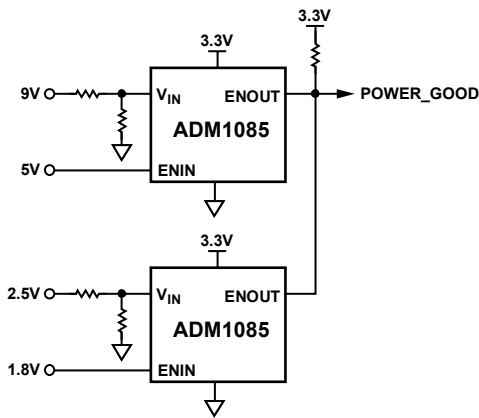 3.3V
3.3V
9V
VIN
ENOUT
POWER_GOOD
ADM1085
5V
ENIN
3.3V
2.5V
VIN
ENOUT
ADM1085
1.8V
ENIN